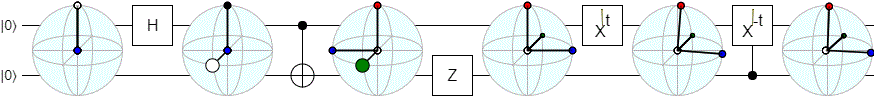 |0⟩ H X^t X^-t
|0⟩ Z